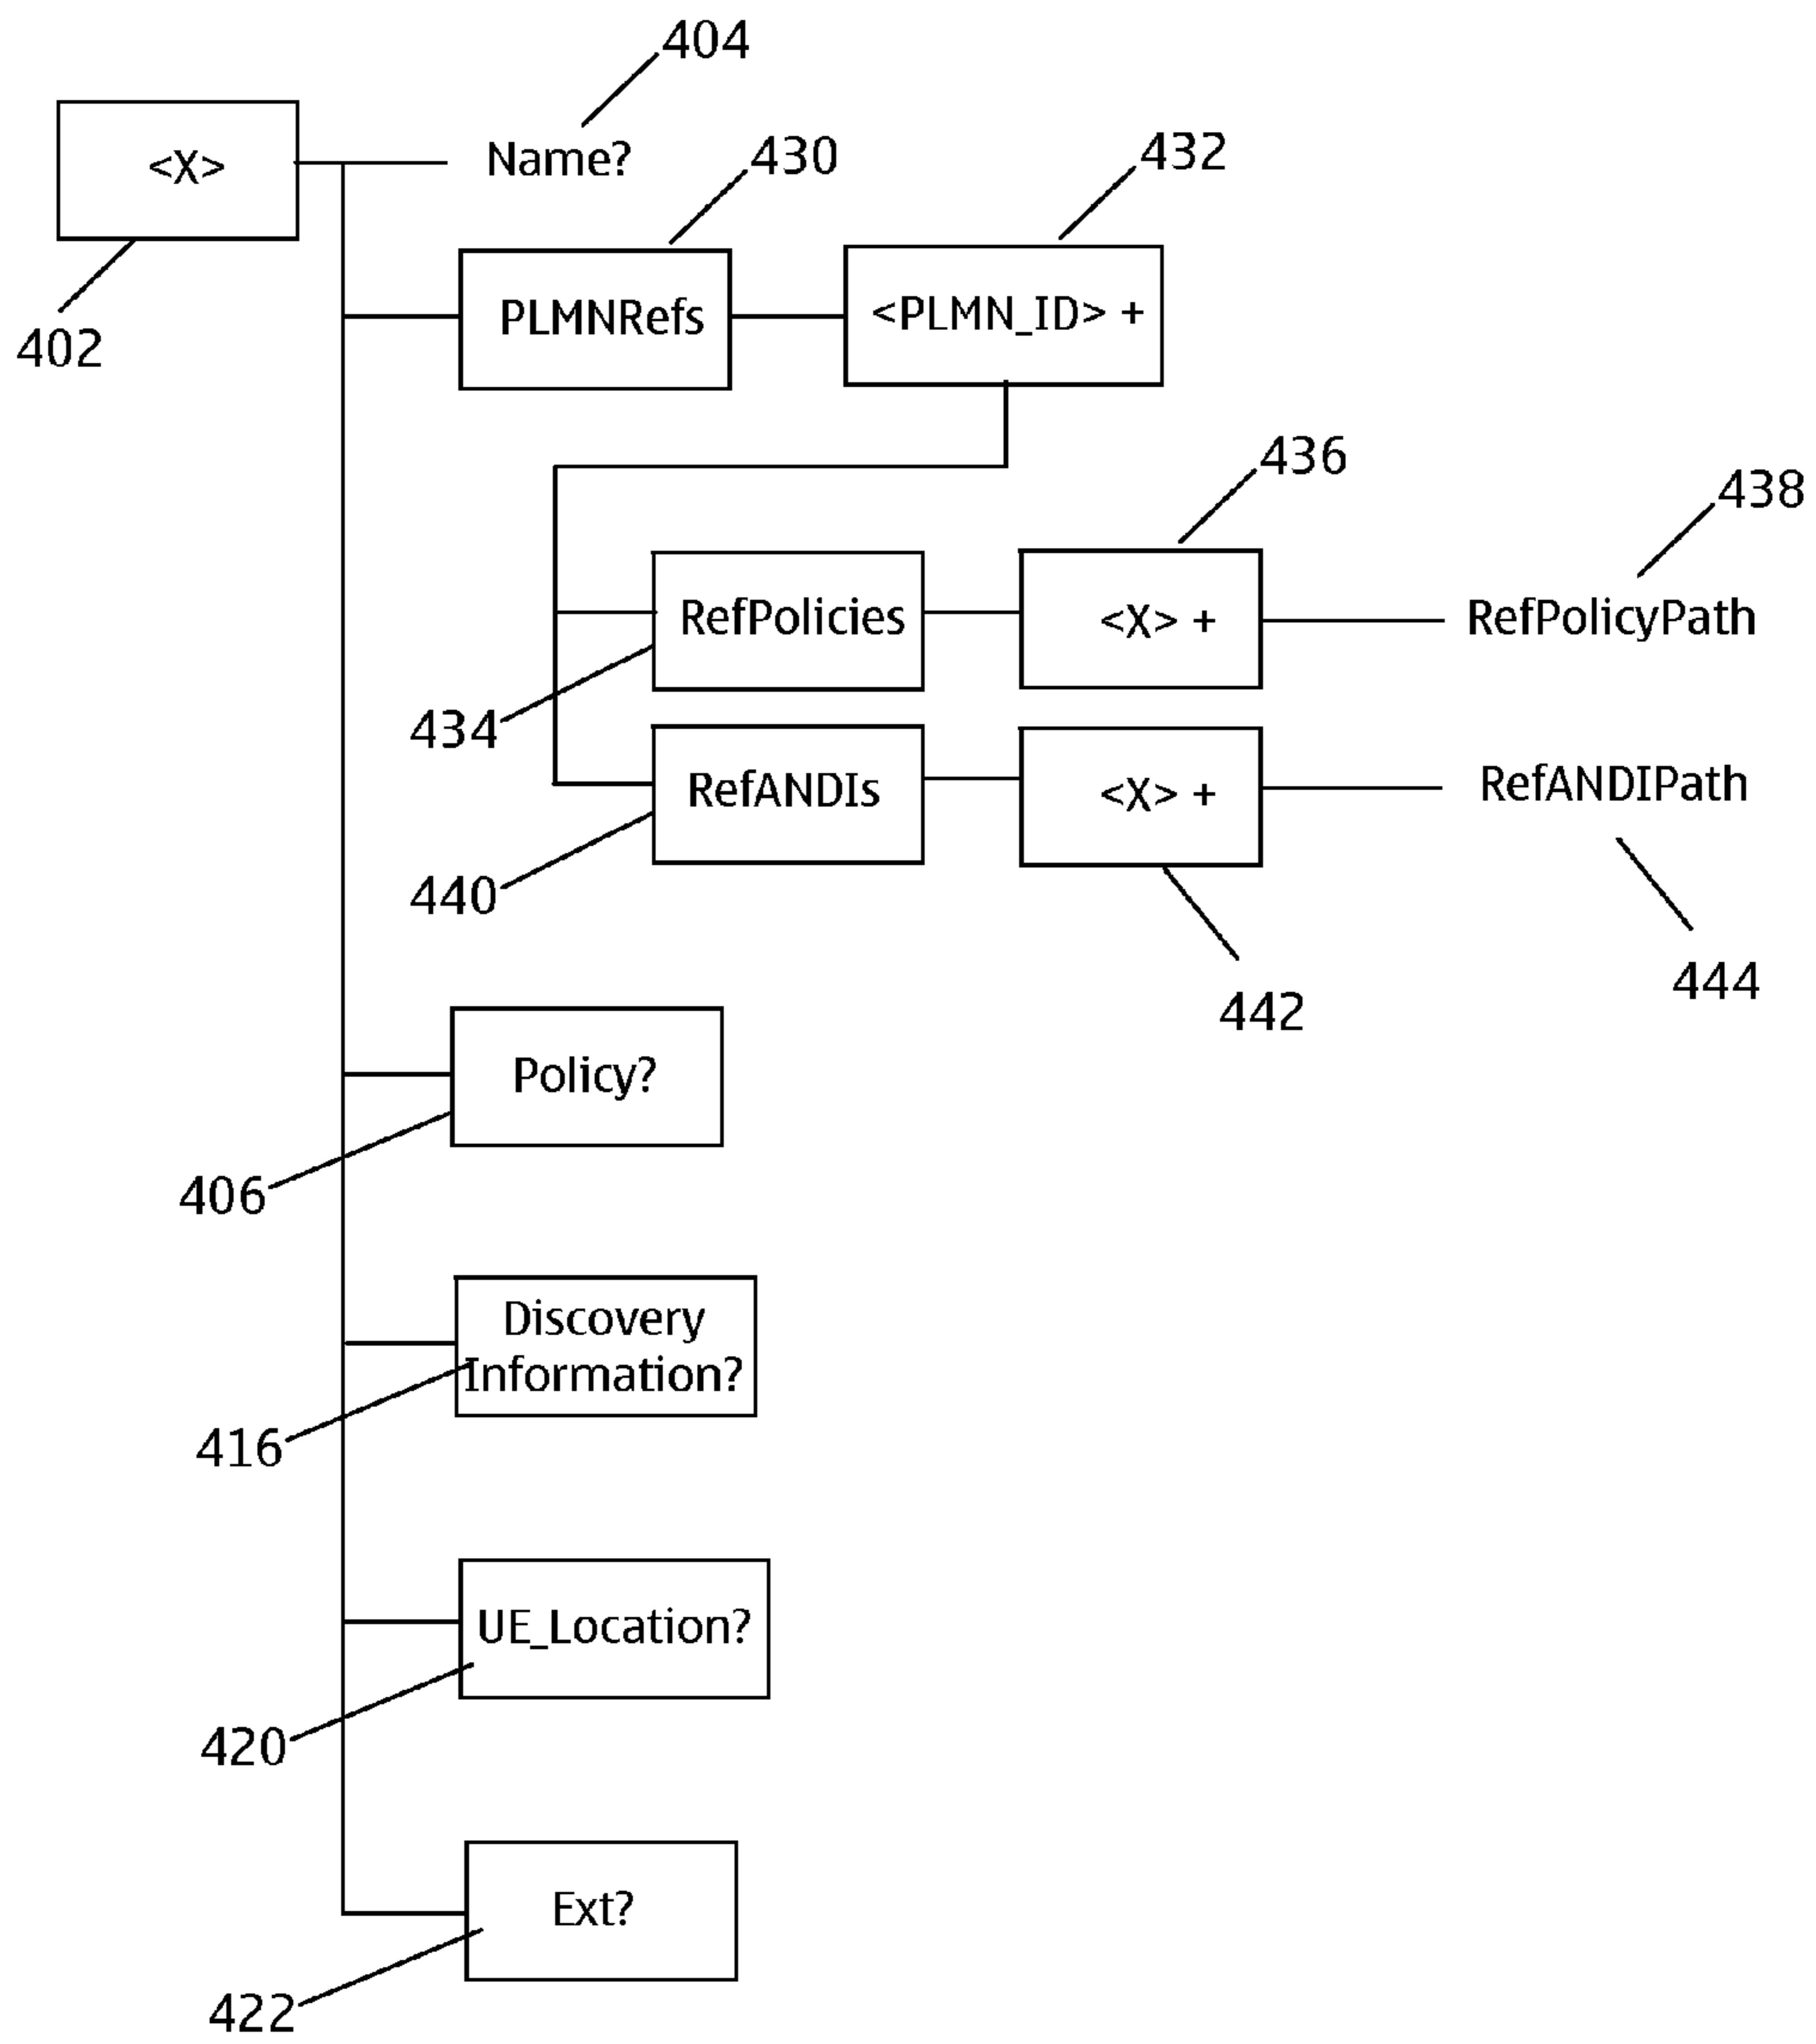 404
<X>
Name?
430
432
402
PLMNRefs
<PLMN_ID> +
436
438
RefPolicies
<X> +
RefPolicyPath
434
RefANDIs
<X> +
RefANDIPath
440
442
444
Policy?
406
Discovery
Information?
416
UE_Location?
420
Ext?
422